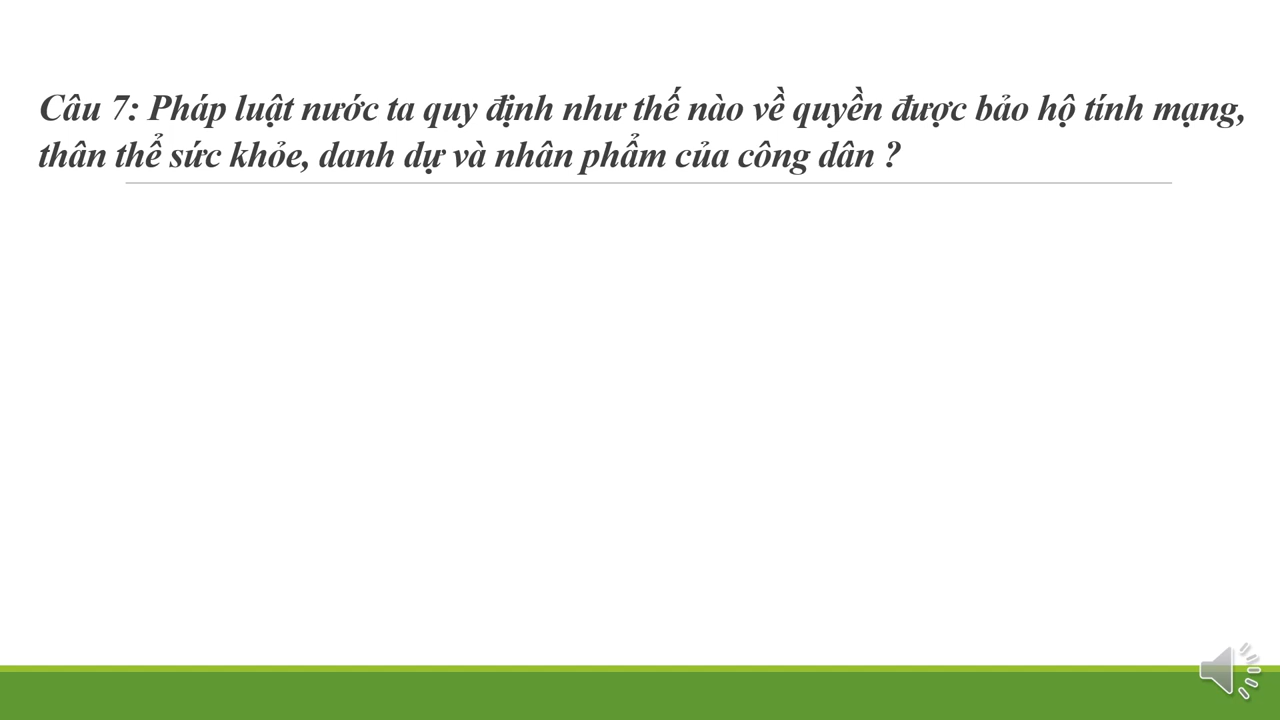 Câu 7: Pháp luật nước ta quy định như thế nào về quyền được bảo hộ tính mạng,
thân thể sức khỏe, danh dự và nhân phẩm của công dân ?